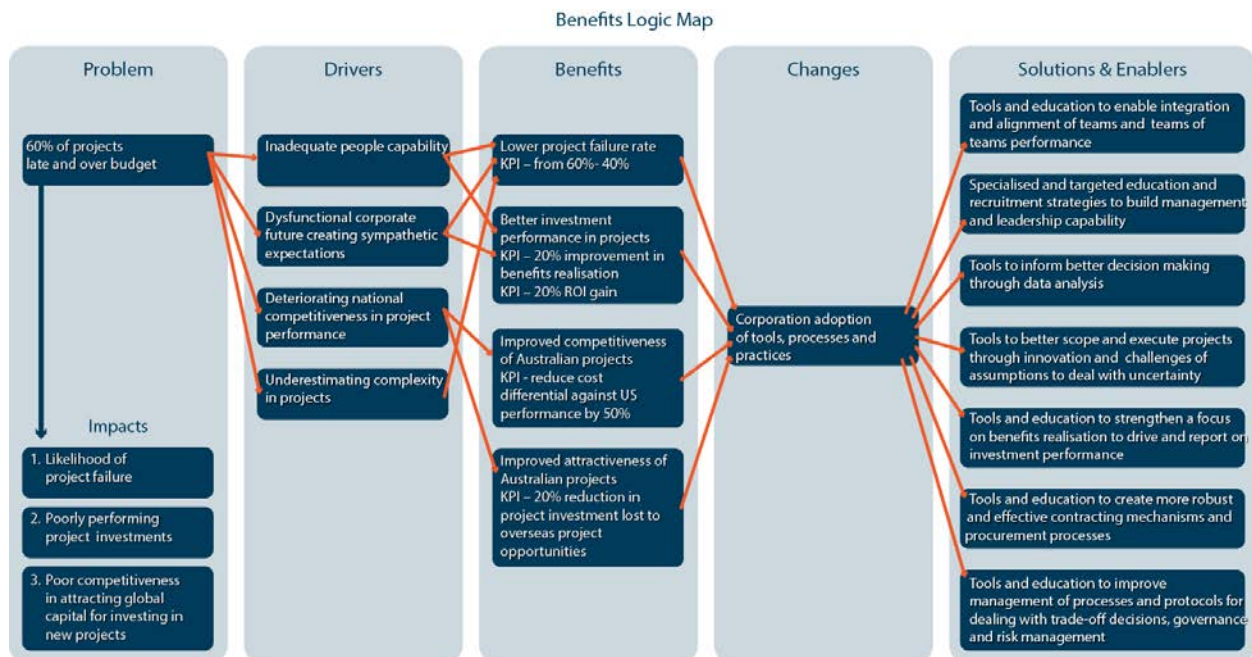 Benefits Logic Map
Problem
60% of projects
late and over budget
Impacts
1. Likelihood of
project failure
2. Poorly performing
project investments
3. Poor competitiveness
in attracting global
capital for investing in
new projects
Drivers
Inadequate people capability
Dysfunctional corporate
future creating sympathetic
expectations
Deteriorating national
competitiveness in project
performance
Underestimating complexity
in projects
Benefits
Lower project failure rate
KPI – from 60%- 40%
Better investment
performance in projects
KPI – 20% improvement in
benefits realisation
KPI – 20% ROI gain
Improved competitiveness
of Australian projects
KPI - reduce cost
differential against US
performance by 50%
Improved attractiveness of
Australian projects
KPI – 20% reduction in
project investment lost to
overseas project
opportunities
Changes
Corporation adoption
of tools, processes and
practices
Solutions & Enablers
Tools and education to enable integration
and alignment of teams and teams of
teams performance
Specialised and targeted education and
recruitment strategies to build management
and leadership capability
Tools to inform better decision making
through data analysis
Tools to better scope and execute projects
through innovation and challenges of
assumptions to deal with uncertainty
Tools and education to strengthen a focus
on benefits realisation to drive and report on
investment performance
Tools and education to create more robust
and effective contracting mechanisms and
procurement processes
Tools and education to improve
management of processes and protocols for
dealing with trade-off decisions, governance
and risk management